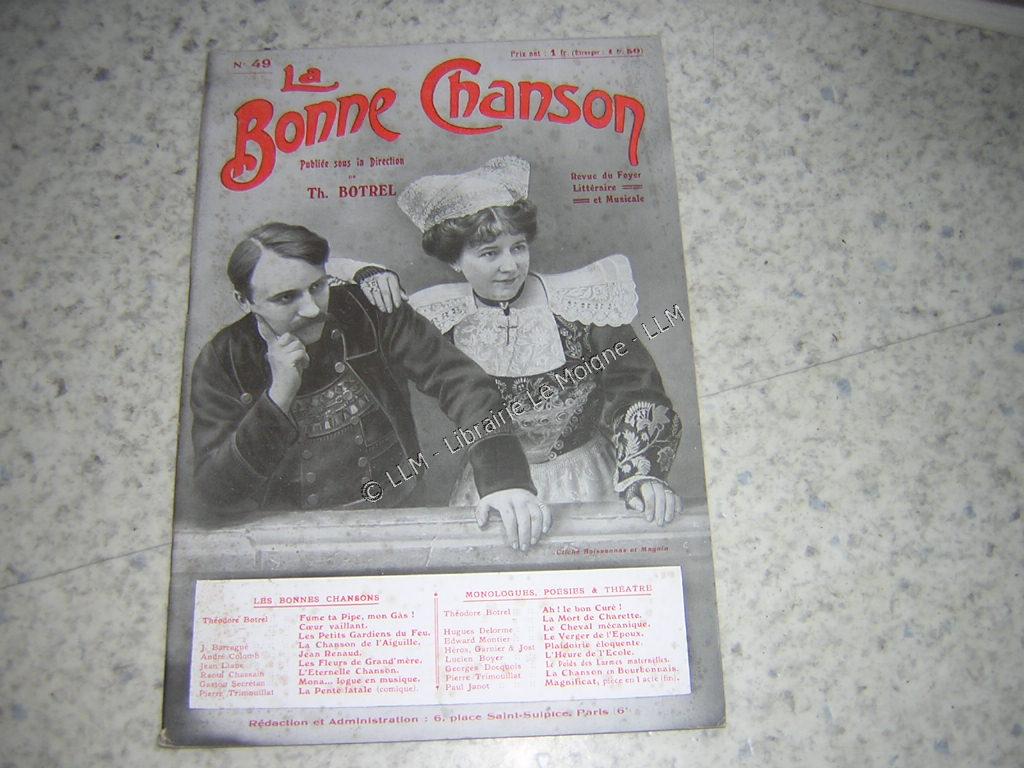 N° 49
Prix net : 1 fr. (Étranger : 1 fr. 50)
La
Bonne Chanson
Publiée sous la Direction
DE
Th. BOTREL
Revue du Foyer
Littéraire
et Musicale
© LLM - Librairie Le Moigne - LLM
Cliché Boissonnas et Magnin
LES BONNES CHANSONS
Théodore Botrel
Fume ta Pipe, mon Gâs !
Cœur vaillant.
Les Petits Gardiens du Feu.
J. Barragué
La Chanson de l'Aiguille.
André Colomb
Jean Renaud.
Jean Liane
Les Fleurs de Grand'mère.
Raoul Chassain
L'Eternelle Chanson.
Gaston Secrétan
Mona... logue en musique.
Pierre Trimouillat
La Pente fatale (comique).
MONOLOGUES, POÉSIES & THÉATRE
Théodore Botrel
Ah ! le bon Curé !
La Mort de Charette.
Hugues Delorme
Le Cheval mécanique.
Edward Montier
Le Verger de l'Epoux.
Héros, Garnier & Jost
Plaidoirie éloquente.
Lucien Boyer
L'Heure de l'Ecole.
Georges Docquois
Le Poids des Larmes maternelles.
Pierre Trimouillat
La Chanson en Bourbonnais.
Paul Janot
Magnificat, pièce en 1 acte (fin).
Rédaction et Administration : 6, place Saint-Sulpice, Paris (6°